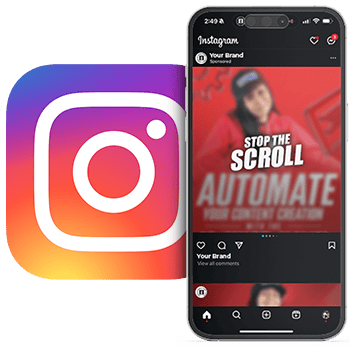 2:49
Instagram
Your Brand
Sponsored
STOP THE
SCROLL
AUTOMATE
YOUR CONTENT CREATION
Your Brand
View all comments